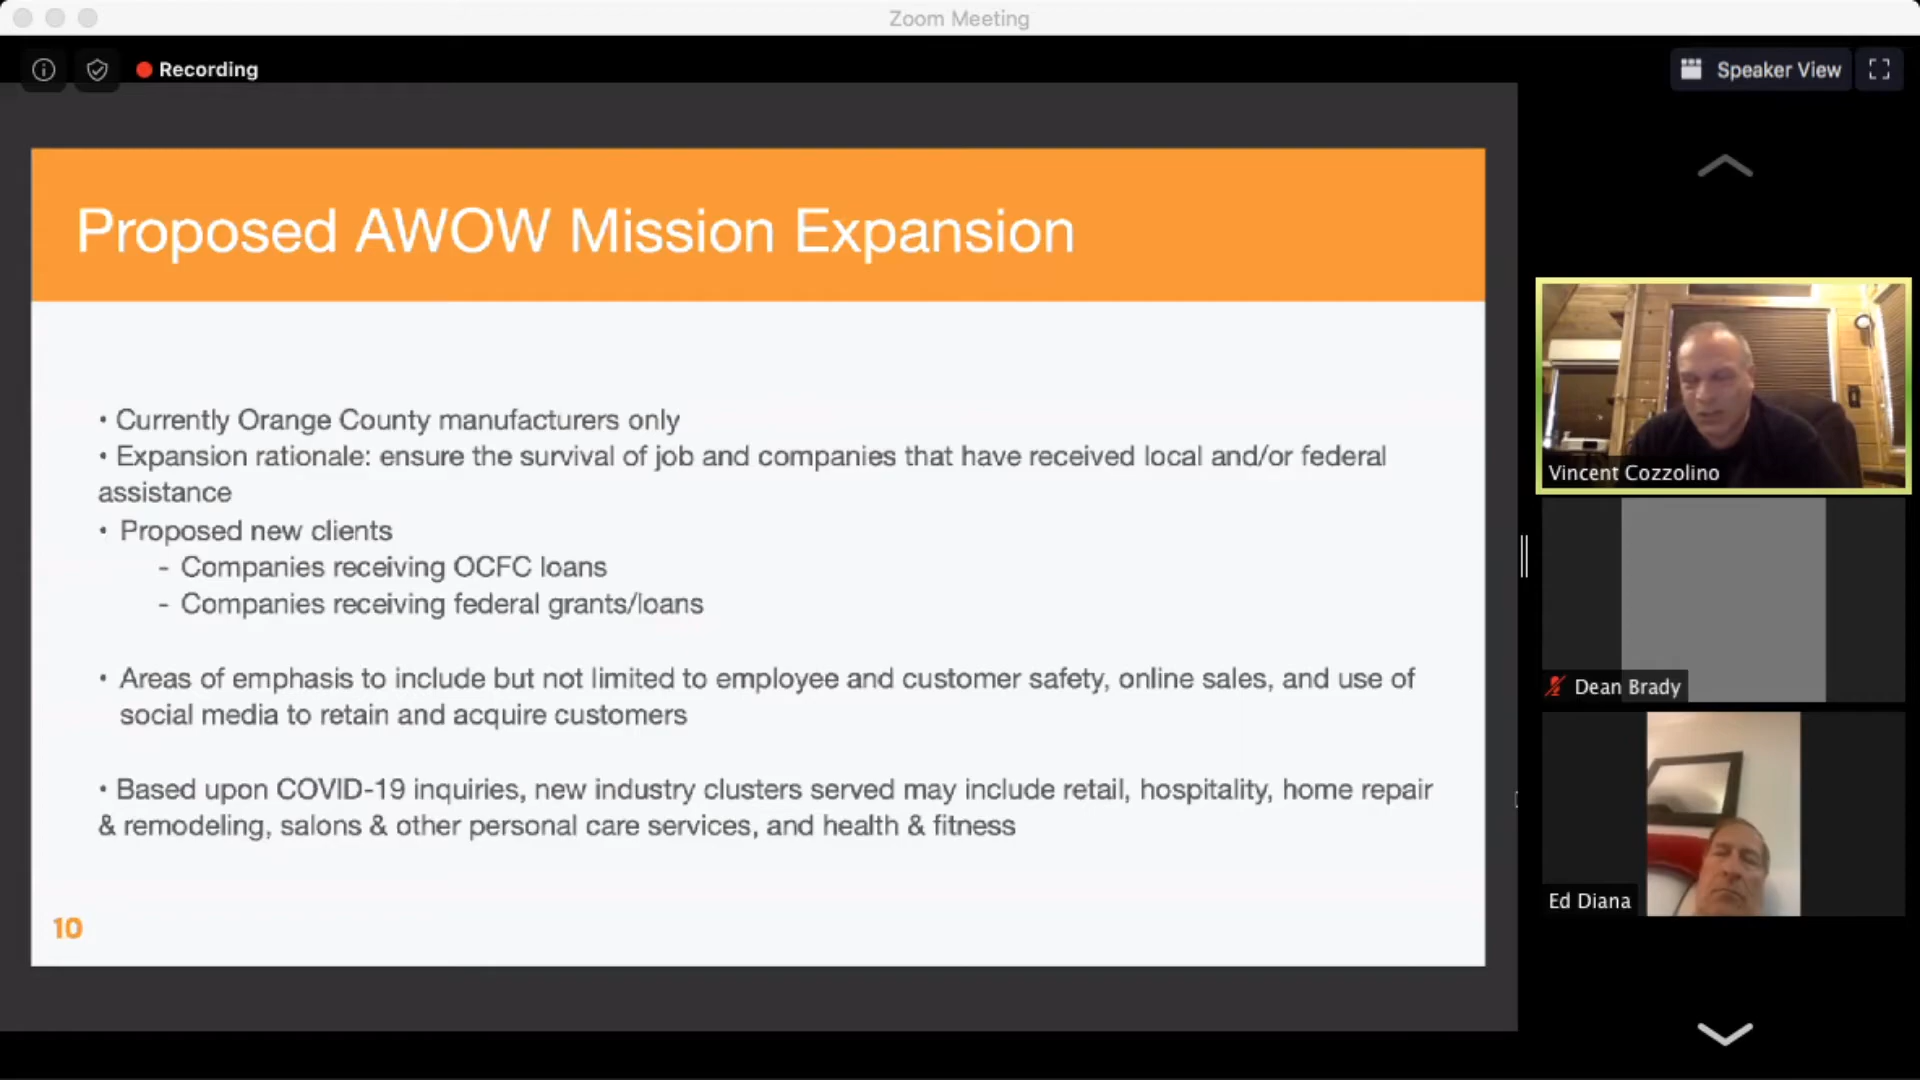 Zoom Meeting
Recording
Speaker View
Proposed AWOW Mission Expansion
• Currently Orange County manufacturers only
• Expansion rationale: ensure the survival of job and companies that have received local and/or federal
assistance
• Proposed new clients
- Companies receiving OCFC loans
- Companies receiving federal grants/loans
• Areas of emphasis to include but not limited to employee and customer safety, online sales, and use of
social media to retain and acquire customers
• Based upon COVID-19 inquiries, new industry clusters served may include retail, hospitality, home repair
& remodeling, salons & other personal care services, and health & fitness
10
Vincent Cozzolino
Dean Brady
Ed Diana